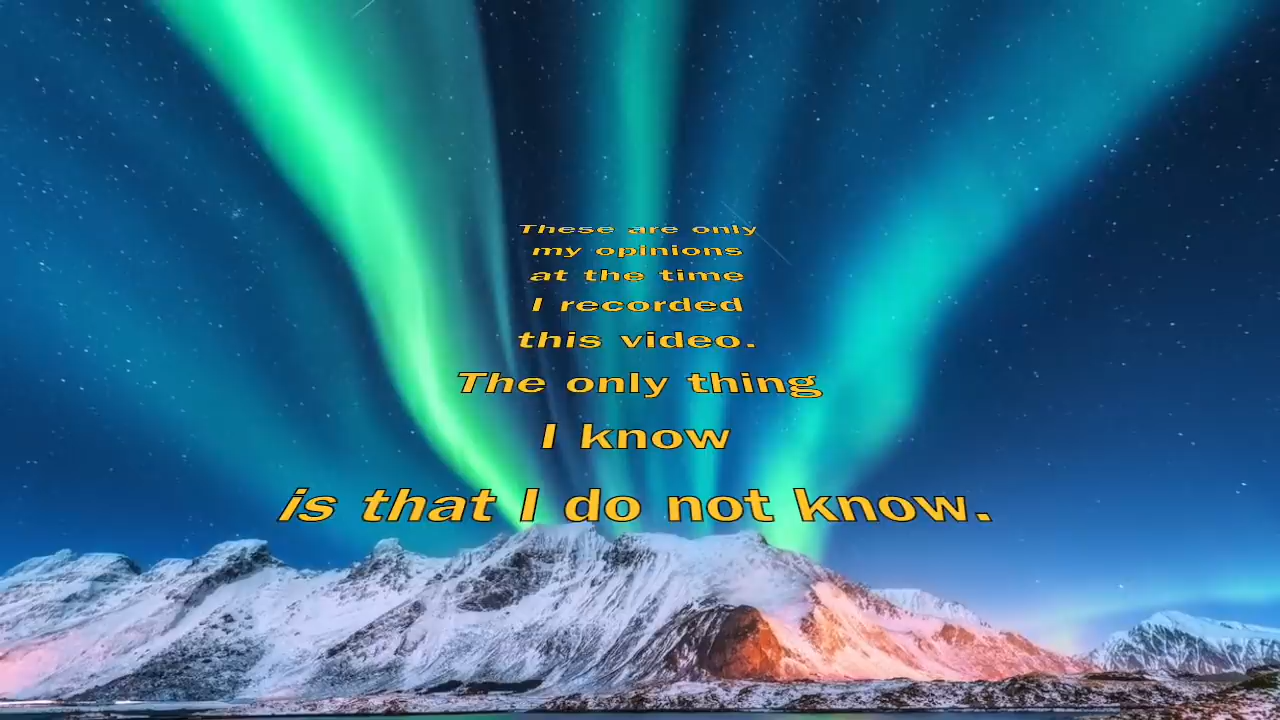 These are only
my opinions
at the time
I recorded
this video.
The only thing
I know
is that I do not know.